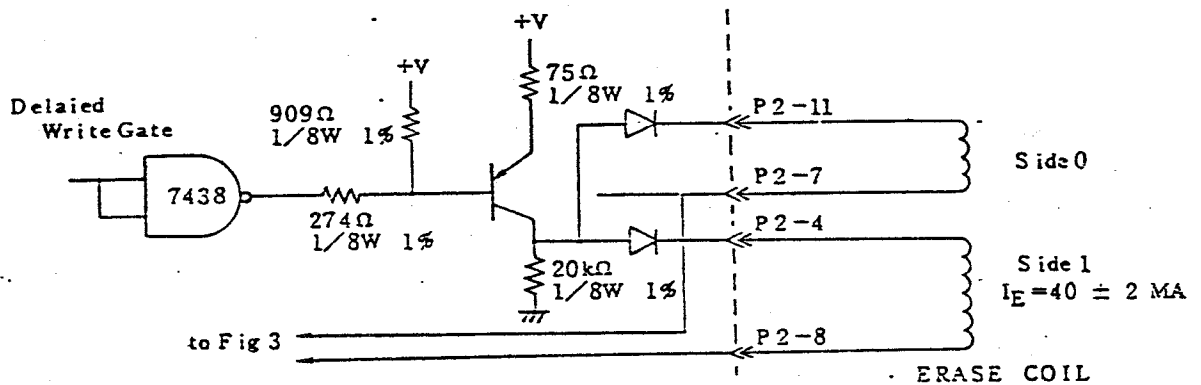 +V
+V
75Ω
1/8W 1%
Delaied
Write Gate
909Ω
1/8W 1%
P2-11
7438
Side 0
P2-7
274Ω
1/8W 1%
P2-4
20kΩ
1/8W 1%
Side 1
IE=40 ± 2 MA
to Fig 3
P2-8
ERASE COIL